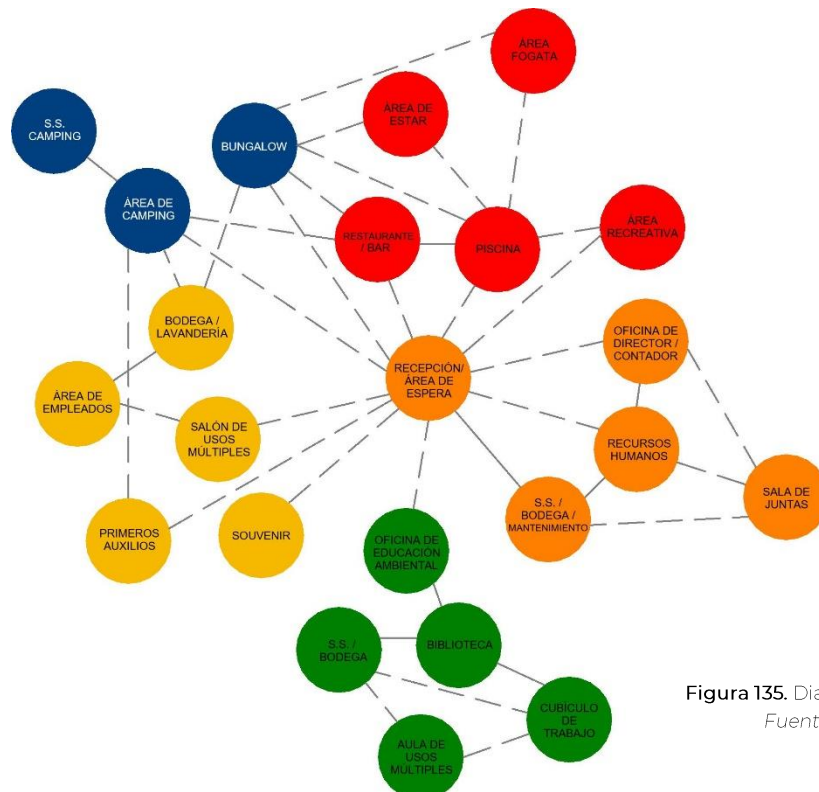 ÁREA
FOGATA
ÁREA DE
ESTAR
S.S.
CAMPING
BUNGALOW
ÁREA DE
CAMPING
RESTAURANTE
/ BAR
PISCINA
ÁREA
RECREATIVA
BODEGA /
LAVANDERÍA
OFICINA DE
DIRECTOR /
CONTADOR
RECEPCIÓN/
ÁREA DE
ESPERA
ÁREA DE
EMPLEADOS
SALÓN DE
USOS
MÚLTIPLES
RECURSOS
HUMANOS
SALA DE
JUNTAS
S.S. /
BODEGA /
MANTENIMIENTO
PRIMEROS
AUXILIOS
SOUVENIR
OFICINA DE
EDUCACIÓN
AMBIENTAL
S.S. /
BODEGA
BIBLIOTECA
CUBÍCULO
DE
TRABAJO
AULA DE
USOS
MÚLTIPLES
Figura 135. Dia
Fuent